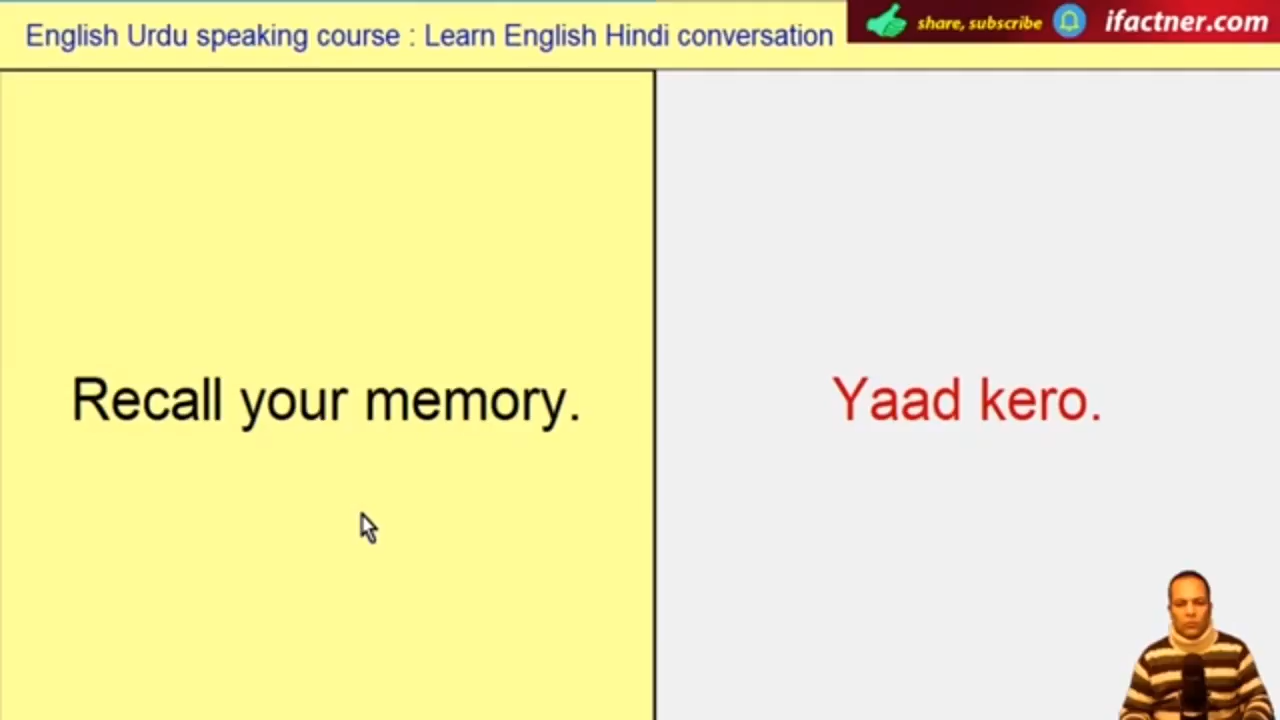 English Urdu speaking course : Learn English Hindi conversation
share, subscribe
ifactner.com
Recall your memory.
Yaad kero.